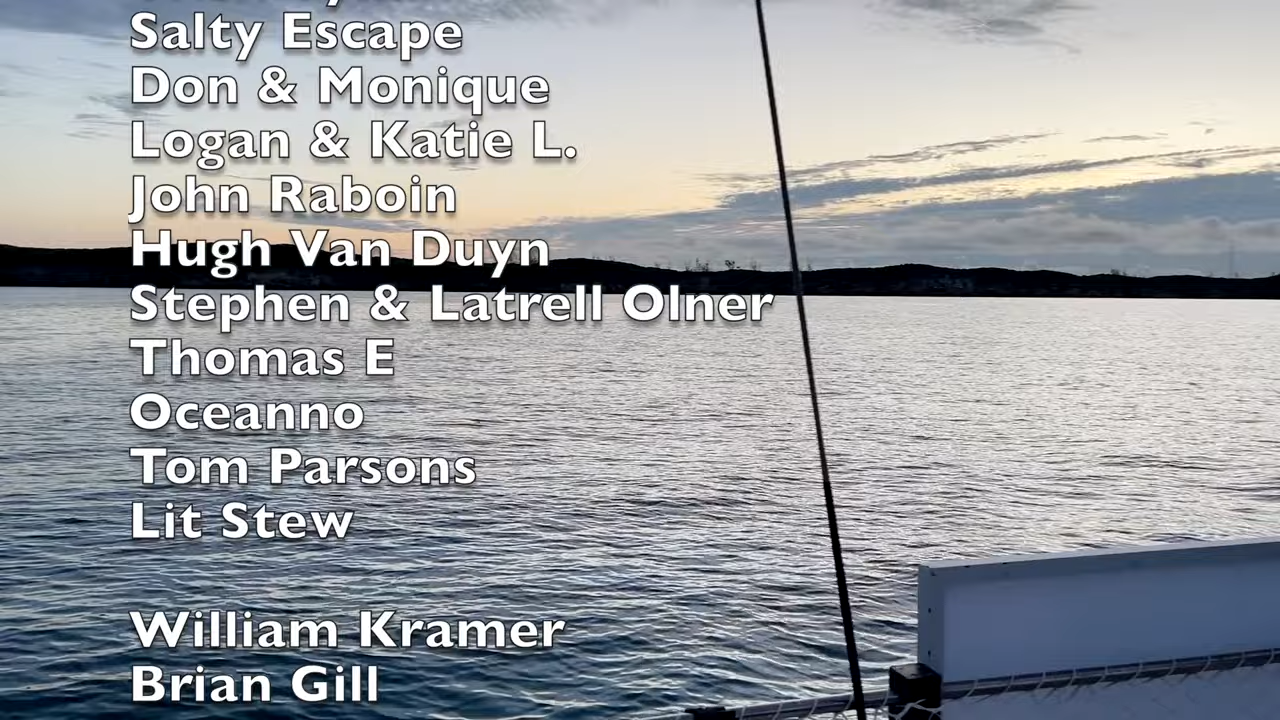 Salty Escape
Don & Monique
Logan & Katie L.
John Raboin
Hugh Van Duyn
Stephen & Latrell Olner
Thomas E
Oceanno
Tom Parsons
Lit Stew
William Kramer
Brian Gill